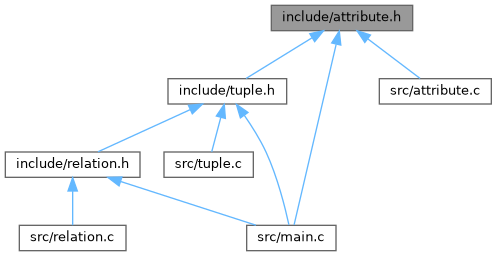 include/attribute.h
include/tuple.h
src/attribute.c
include/relation.h
src/tuple.c
src/relation.c
src/main.c